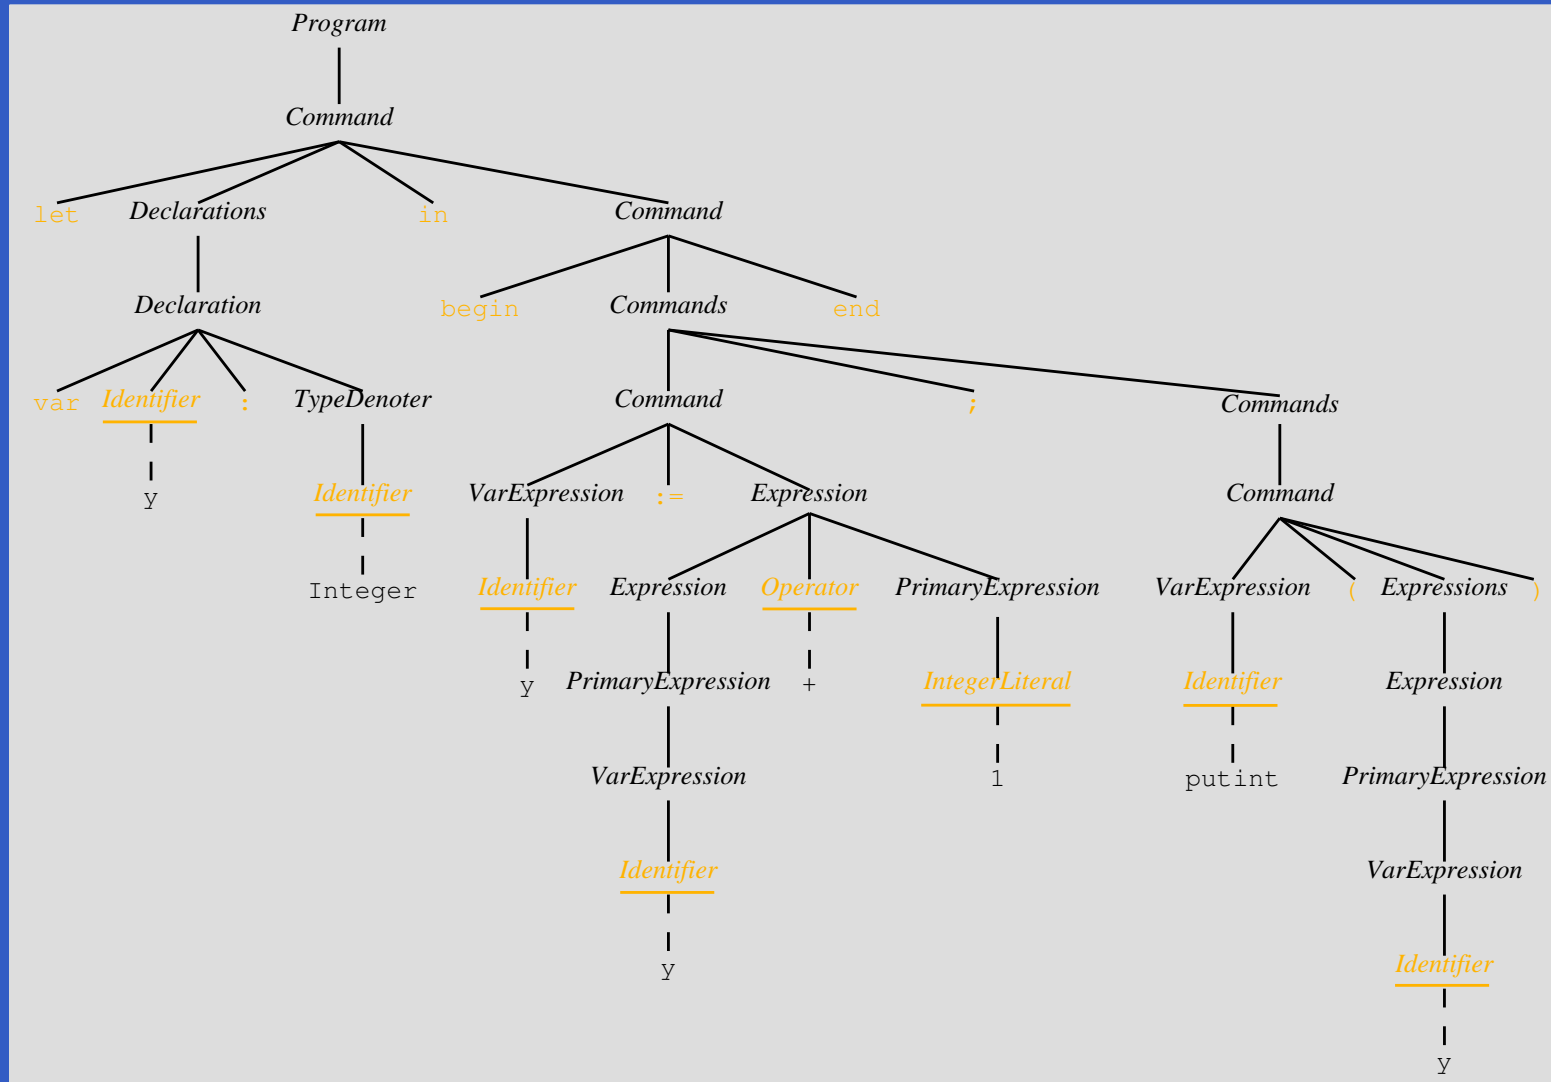 Program
Command
let Declarations in Command
Declaration begin Commands end
var Identifier : TypeDenoter Command ; Commands
y Identifier VarExpression := Expression Command
Integer Identifier Expression Operator PrimaryExpression VarExpression ( Expressions )
y PrimaryExpression + IntegerLiteral Identifier Expression
VarExpression 1 putint PrimaryExpression
Identifier VarExpression
y Identifier
y